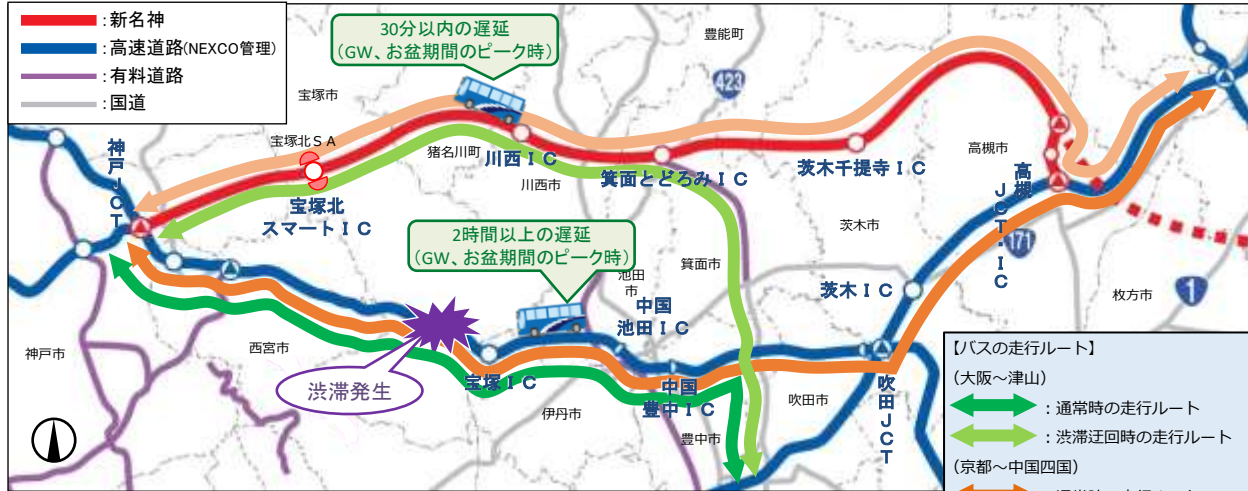 ：新名神
：高速道路(NEXCO管理)
：有料道路
：国道
30分以内の遅延
(GW、お盆期間のピーク時)
豊能町
423
宝塚市
宝塚北ＳＡ
猪名川町
川西ＩＣ
川西市
箕面とどろみＩＣ
茨木千提寺ＩＣ
高槻市
高槻
ＪＣＴ・ＩＣ
神戸ＪＣＴ
宝塚北
スマートＩＣ
2時間以上の遅延
(GW、お盆期間のピーク時)
茨木市
171
箕面市
池田
市
中国
池田ＩＣ
茨木ＩＣ
枚方市
1
神戸市
西宮市
渋滞発生
宝塚ＩＣ
伊丹市
中国
豊中ＩＣ
豊中市
吹田市
吹田ＪＣＴ
【バスの走行ルート】
(大阪～津山)
：通常時の走行ルート
：渋滞迂回時の走行ルート
(京都～中国四国)